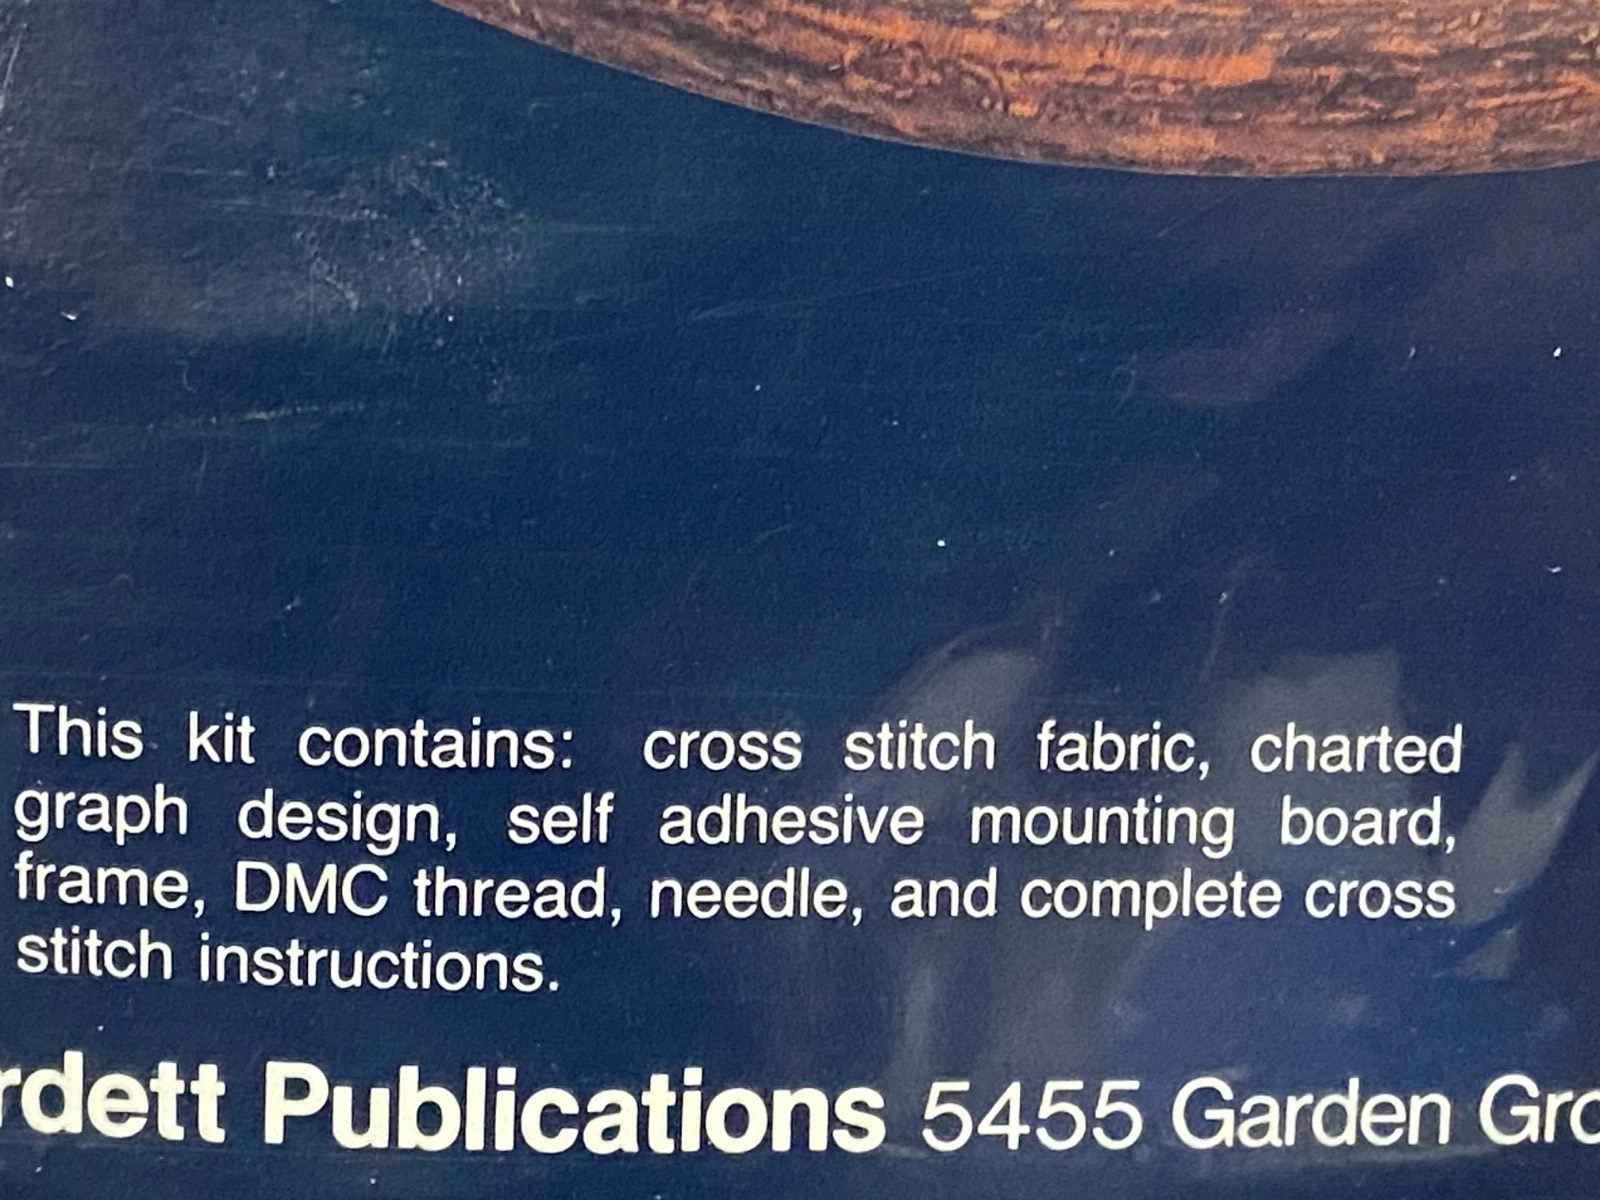 This kit contains: cross stitch fabric, charted
graph design, self adhesive mounting board,
frame, DMC thread, needle, and complete cross
stitch instructions.
rdett Publications 5455 Garden Gro